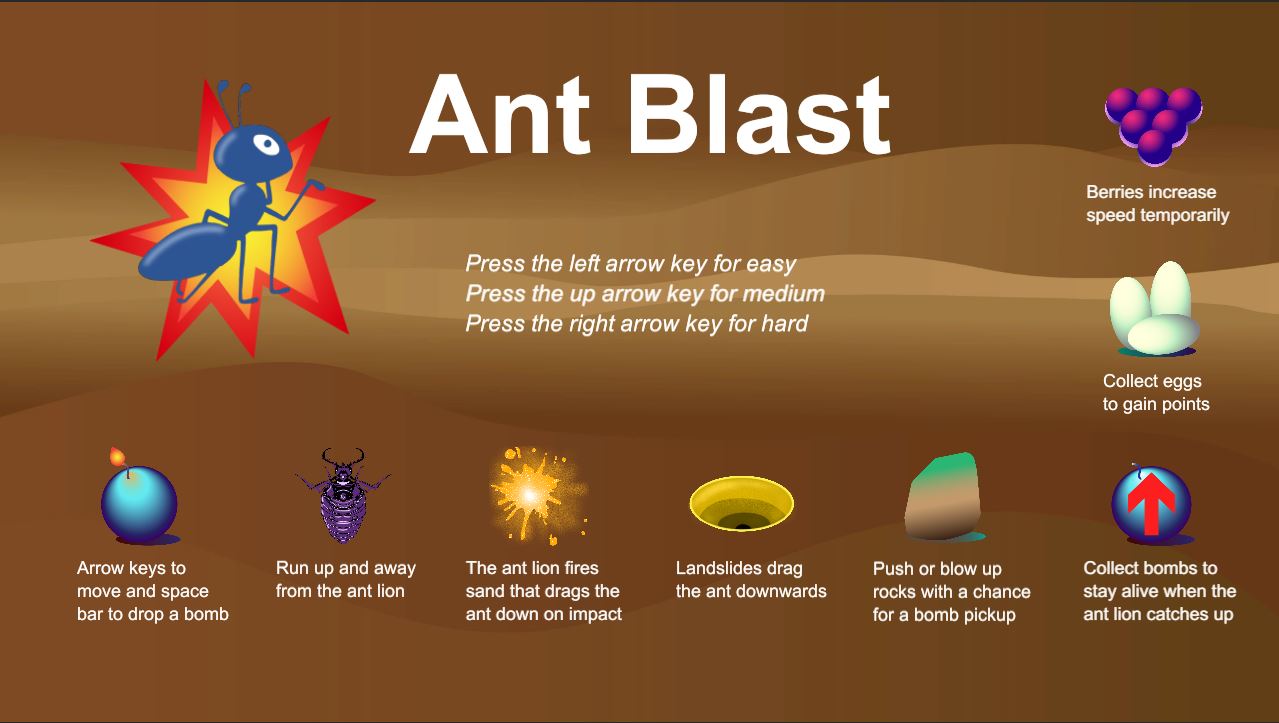 Ant Blast
Berries increase
speed temporarily
Press the left arrow key for easy
Press the up arrow key for medium
Press the right arrow key for hard
Collect eggs
to gain points
Arrow keys to
move and space
bar to drop a bomb
Run up and away
from the ant lion
The ant lion fires
sand that drags the
ant down on impact
Landslides drag
the ant downwards
Push or blow up
rocks with a chance
for a bomb pickup
Collect bombs to
stay alive when the
ant lion catches up